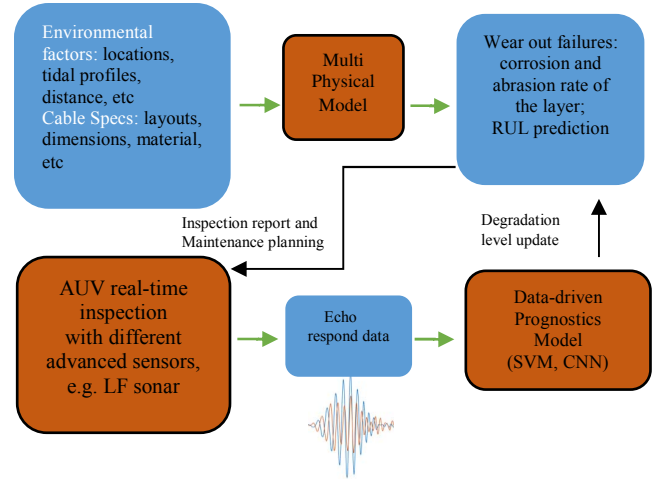 Environmental
factors: locations,
tidal profiles,
distance, etc
Cable Specs: layouts,
dimensions, material,
etc
Multi
Physical
Model
Wear out failures:
corrosion and
abrasion rate of
the layer;
RUL prediction
Inspection report and
Maintenance planning
Degradation
level update
AUV real-time
inspection
with different
advanced sensors,
e.g. LF sonar
Echo
respond data
Data-driven
Prognostics
Model
(SVM, CNN)